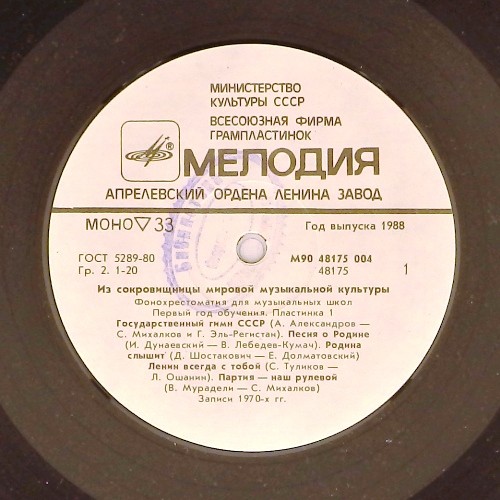 МИНИСТЕРСТВО
КУЛЬТУРЫ СССР
ВСЕСОЮЗНАЯ ФИРМА
ГРАМПЛАСТИНОК
®
МЕЛОДИЯ
АПРЕЛЕВСКИЙ ОРДЕНА ЛЕНИНА ЗАВОД
МОНО ▽ 33
Год выпуска 1988
ГОСТ 5289-80
М90 48175 004
Гр. 2. 1-20
48175
1
Из сокровищницы мировой музыкальной культуры
Фонохрестоматия для музыкальных школ
Первый год обучения. Пластинка 1
Государственный гимн СССР (А. Александров —
С. Михалков и Г. Эль-Регистан). Песня о Родине
(И. Дунаевский — В. Лебедев-Кумач). Родина
слышит (Д. Шостакович — Е. Долматовский)
Ленин всегда с тобой (С. Туликов —
Л. Ошанин). Партия — наш рулевой
(В. Мурадели — С. Михалков)
Записи 1970-х гг.